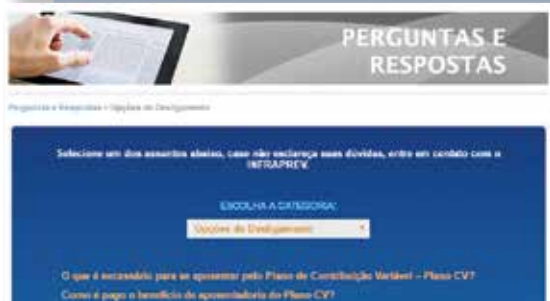 PERGUNTAS E
RESPOSTAS
Perguntas e Respostas > Opções de Desligamento
Selecione um dos assuntos abaixo, caso não esclareça suas dúvidas, entre em contato com o
INFRAPREV.
ESCOLHA A CATEGORIA:
Opções de Desligamento
O que é necessário para se aposentar pelo Plano de Contribuição Variável – Plano CV?
Como é pago o benefício de aposentadoria do Plano CV?